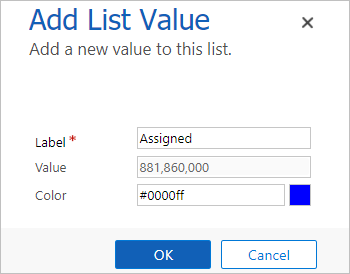 Add List Value
Add a new value to this list.
Label * Assigned
Value 881,860,000
Color #0000ff
OK Cancel